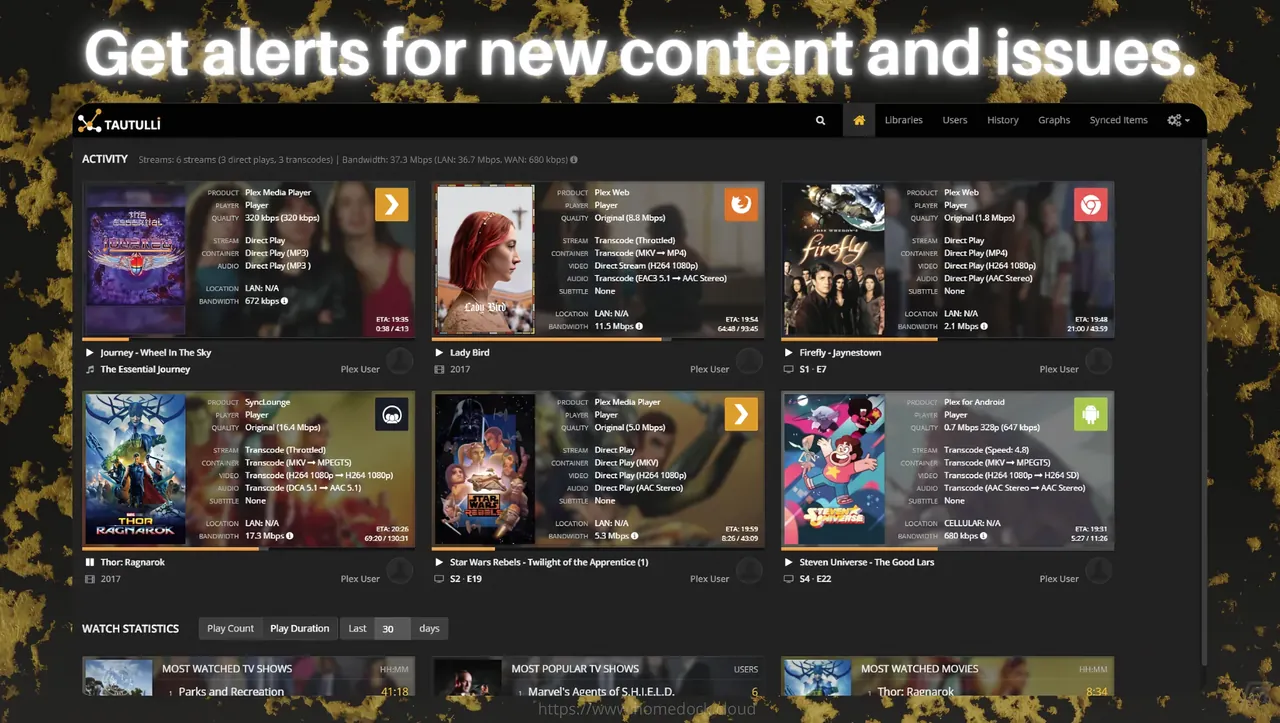 Get alerts for new content and issues.
TAUTULLI
Libraries Users History Graphs Synced Items
ACTIVITY Streams: 6 streams (3 direct plays, 3 transcodes) | Bandwidth: 37.3 Mbps (LAN: 36.7 Mbps, WAN: 680 kbps)
THE ESSENTIAL
JOURNEY
PRODUCT Plex Media Player
PLAYER Player
QUALITY 320 kbps (320 kbps)
STREAM Direct Play
CONTAINER Direct Play (MP3)
AUDIO Direct Play (MP3 )
LOCATION LAN: N/A
BANDWIDTH 672 kbps
ETA: 19:35
0:38 / 4:13
Journey - Wheel In The Sky
The Essential Journey
Plex User
Lady Bird
PRODUCT Plex Web
PLAYER Player
QUALITY Original (8.8 Mbps)
STREAM Transcode (Throttled)
CONTAINER Transcode (MKV → MP4)
VIDEO Direct Stream (H264 1080p)
AUDIO Transcode (EAC3 5.1 → AAC Stereo)
SUBTITLE None
LOCATION LAN: N/A
BANDWIDTH 11.5 Mbps
ETA: 19:54
64:48 / 93:45
Lady Bird
2017
Plex User
JOSS WHEDON'S
firefly
PRODUCT Plex Web
PLAYER Player
QUALITY Original (1.8 Mbps)
STREAM Direct Play
CONTAINER Direct Play (MP4)
VIDEO Direct Play (H264 1080p)
AUDIO Direct Play (AAC Stereo)
SUBTITLE None
LOCATION LAN: N/A
BANDWIDTH 2.1 Mbps
ETA: 19:48
21:00 / 43:59
Firefly - Jaynestown
S1 · E7
Plex User
THOR
RAGNAROK
PRODUCT SyncLounge
PLAYER Player
QUALITY Original (16.4 Mbps)
STREAM Transcode (Throttled)
CONTAINER Transcode (MKV → MPEGTS)
VIDEO Transcode (H264 1080p → H264 1080p)
AUDIO Transcode (DCA 5.1 → AAC 5.1)
SUBTITLE None
LOCATION LAN: N/A
BANDWIDTH 17.3 Mbps
ETA: 20:26
69:20 / 130:31
Thor: Ragnarok
2017
Plex User
STAR WARS
REBELS
PRODUCT Plex Media Player
PLAYER Player
QUALITY Original (5.0 Mbps)
STREAM Direct Play
CONTAINER Direct Play (MKV)
VIDEO Direct Play (H264 1080p)
AUDIO Direct Play (AAC Stereo)
SUBTITLE None
LOCATION LAN: N/A
BANDWIDTH 5.3 Mbps
ETA: 19:59
8:26 / 43:09
Star Wars Rebels - Twilight of the Apprentice (1)
S2 · E19
Plex User
STEVEN
UNIVERSE
PRODUCT Plex for Android
PLAYER Player
QUALITY 0.7 Mbps 328p (647 kbps)
STREAM Transcode (Speed: 4.8)
CONTAINER Transcode (MKV → MPEGTS)
VIDEO Transcode (H264 1080p → H264 SD)
AUDIO Transcode (AAC Stereo → AAC Stereo)
SUBTITLE None
LOCATION CELLULAR: N/A
BANDWIDTH 680 kbps
ETA: 19:31
5:27 / 11:26
Steven Universe - The Good Lars
S4 · E22
Plex User
WATCH STATISTICS Play Count Play Duration Last 30 days
MOST WATCHED TV SHOWS HH:MM
1 Parks and Recreation 41:18
MOST POPULAR TV SHOWS USERS
1 Marvel's Agents of S.H.I.E.L.D. 6
MOST WATCHED MOVIES HH:MM
1 Thor: Ragnarok 8:34
https://www.homedock.cloud